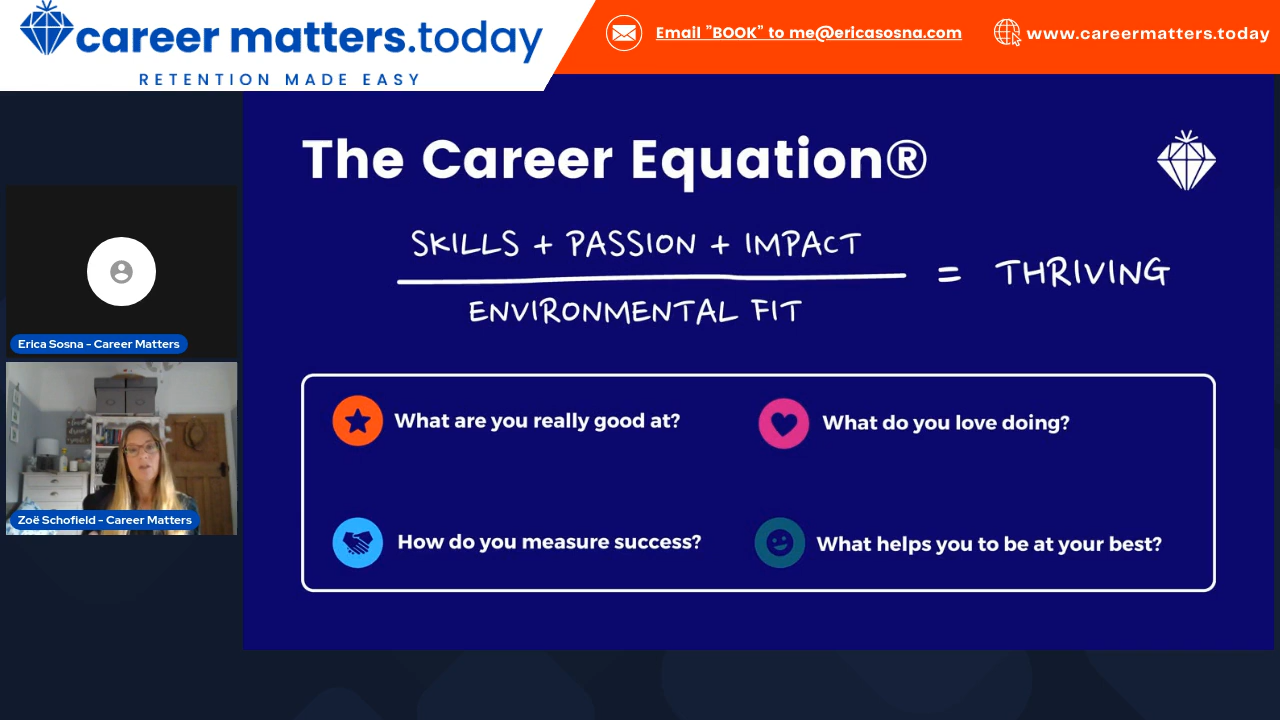 career matters.today
RETENTION MADE EASY
Email "BOOK" to me@ericasosna.com
www.careermatters.today
The Career Equation®
SKILLS + PASSION + IMPACT
ENVIRONMENTAL FIT
= THRIVING
What are you really good at?
What do you love doing?
How do you measure success?
What helps you to be at your best?
Erica Sosna - Career Matters
Zoë Schofield - Career Matters